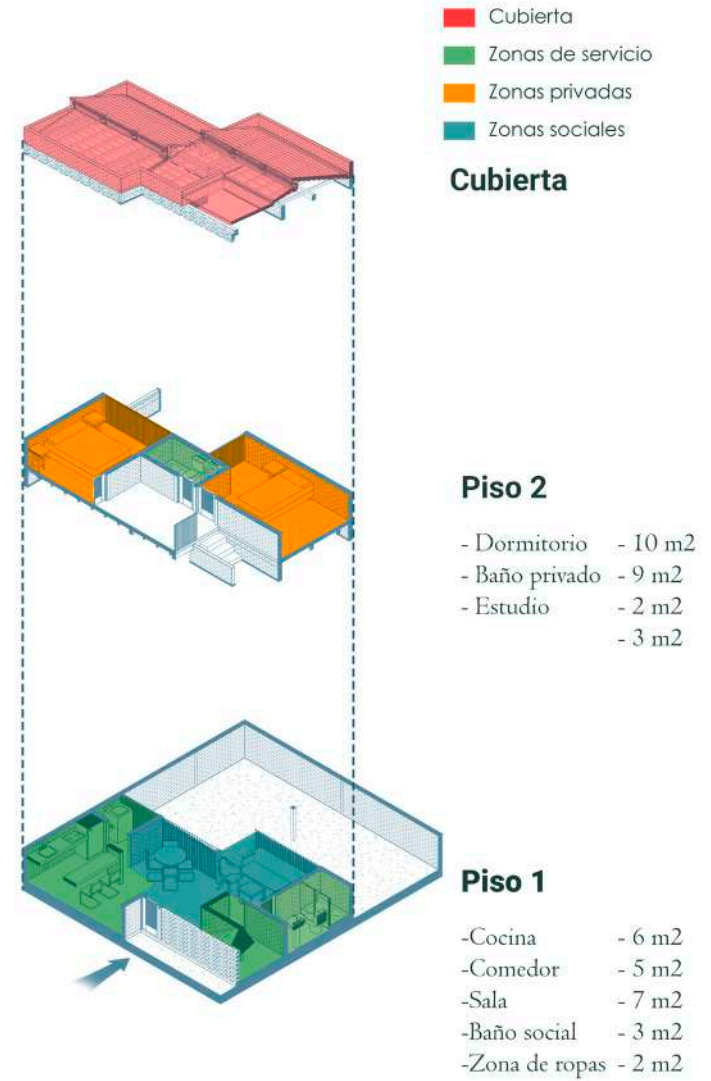 Cubierta
Zonas de servicio
Zonas privadas
Zonas sociales
Cubierta
Piso 2
- Dormitorio - 10 m2
- Baño privado - 9 m2
- Estudio - 2 m2
- 3 m2
Piso 1
-Cocina - 6 m2
-Comedor - 5 m2
-Sala - 7 m2
-Baño social - 3 m2
-Zona de ropas - 2 m2